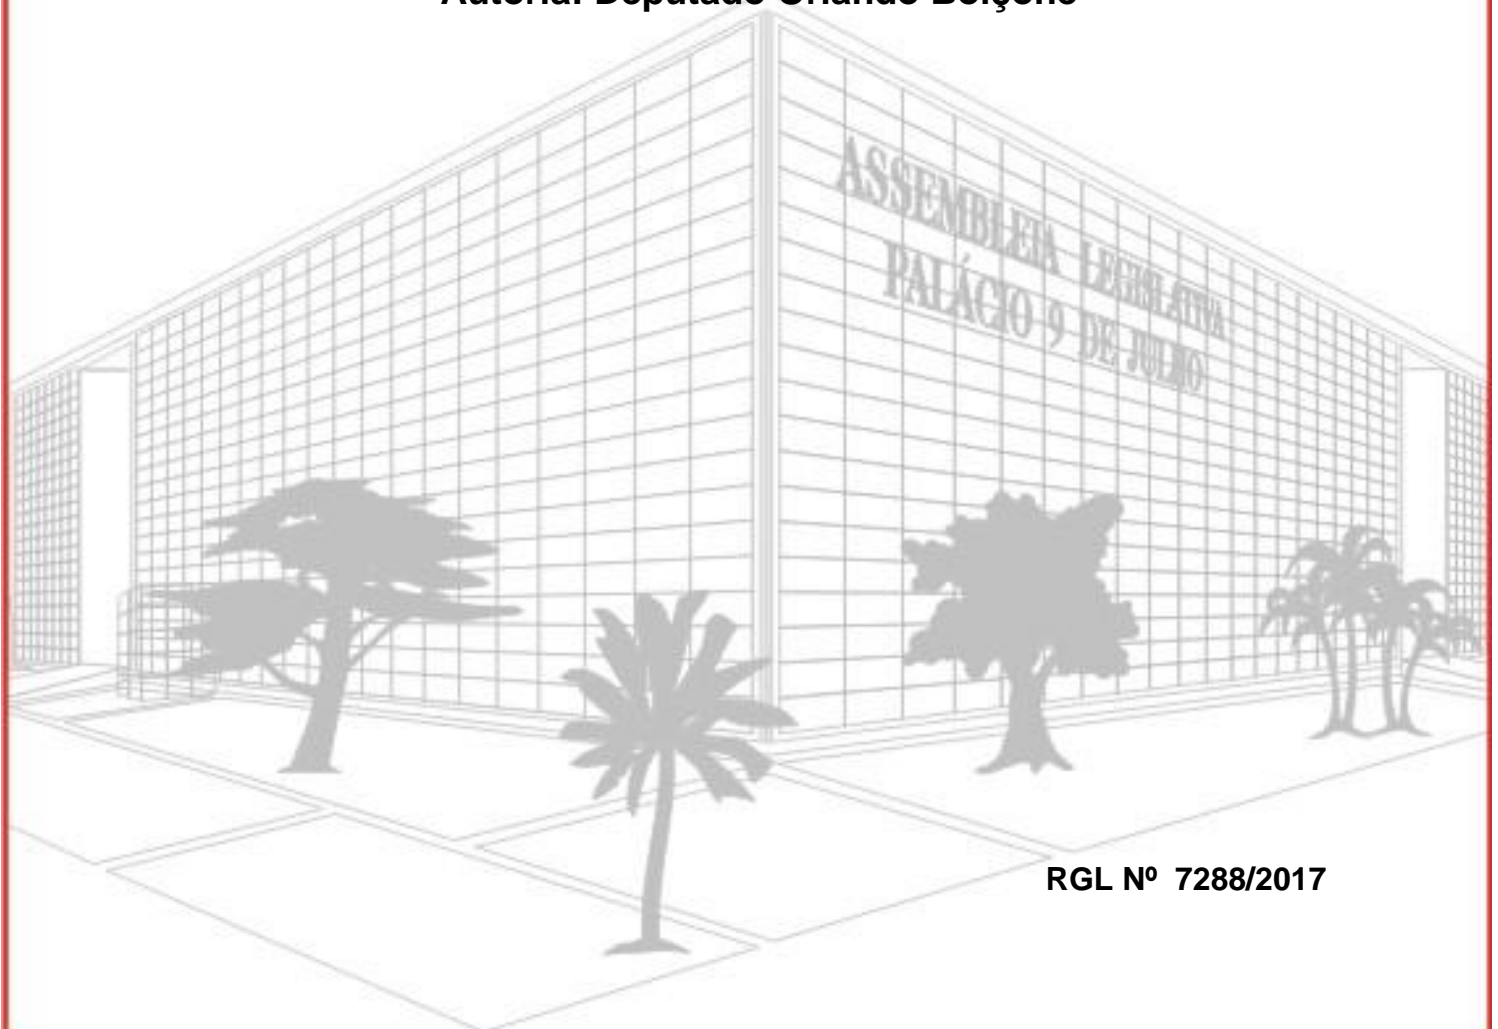 Autoria: Deputado Orlando Bolçone
ASSEMBLEIA LEGISLATIVA
PALÁCIO 9 DE JULHO
RGL Nº 7288/2017